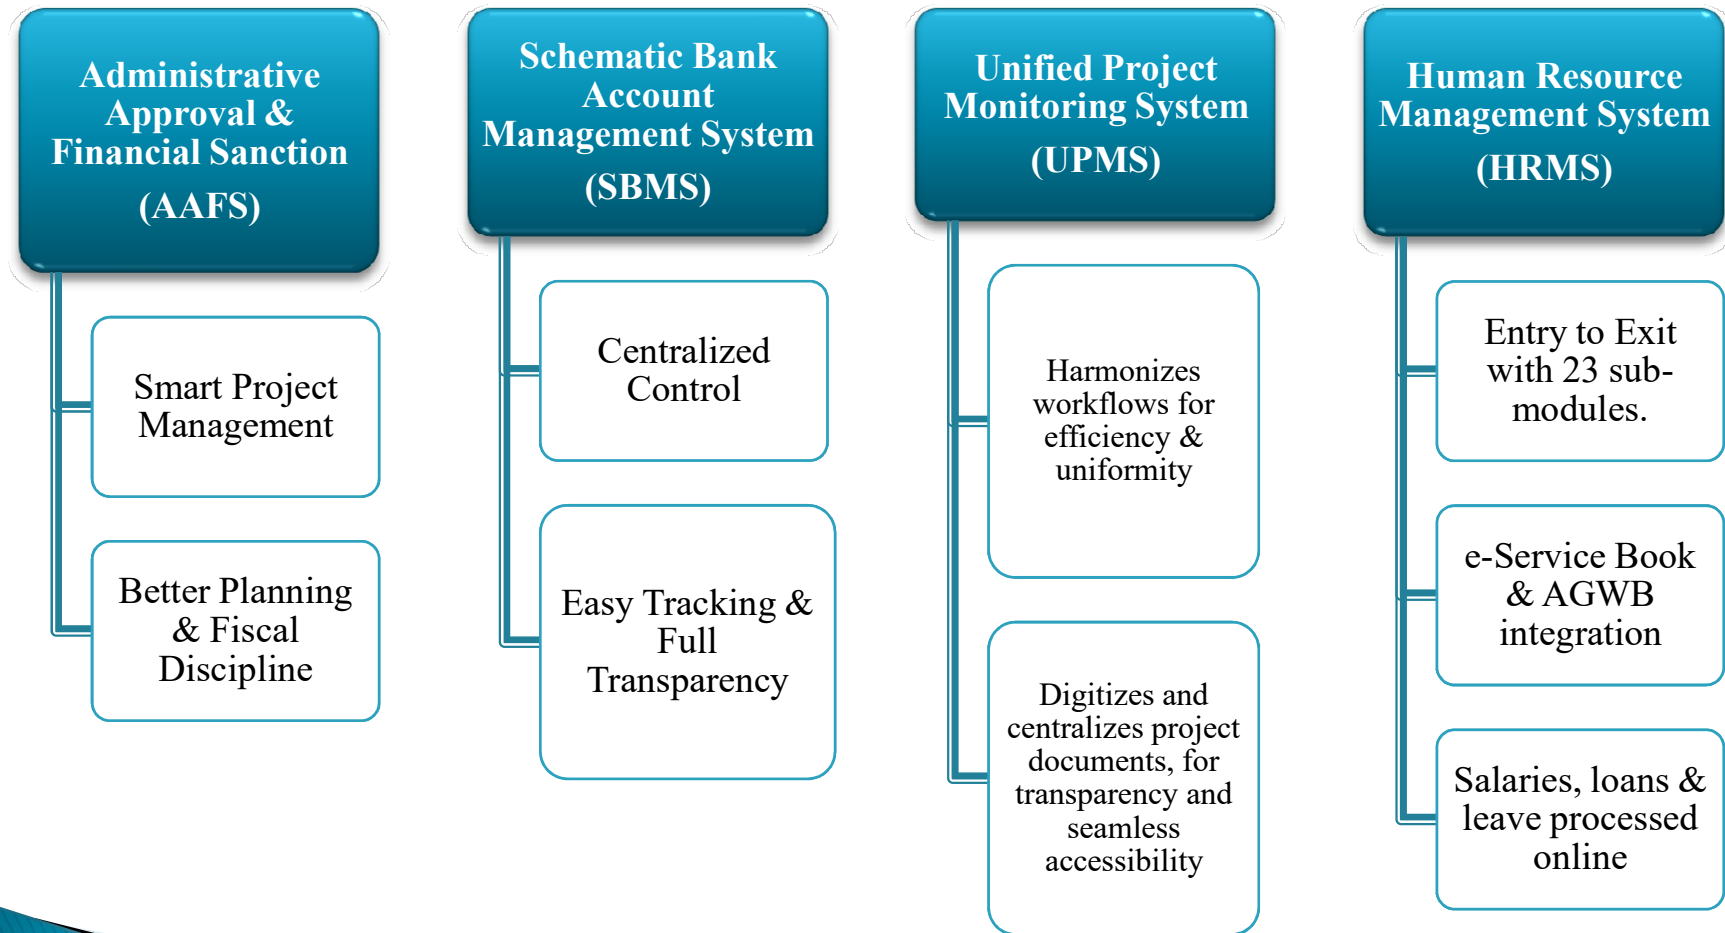 Administrative
Approval &
Financial Sanction
(AAFS)
Smart Project
Management
Better Planning
& Fiscal
Discipline
Schematic Bank
Account
Management System
(SBMS)
Centralized
Control
Easy Tracking &
Full
Transparency
Unified Project
Monitoring System
(UPMS)
Harmonizes
workflows for
efficiency &
uniformity
Digitizes and
centralizes project
documents, for
transparency and
seamless
accessibility
Human Resource
Management System
(HRMS)
Entry to Exit
with 23 sub-
modules.
e-Service Book
& AGWB
integration
Salaries, loans &
leave processed
online